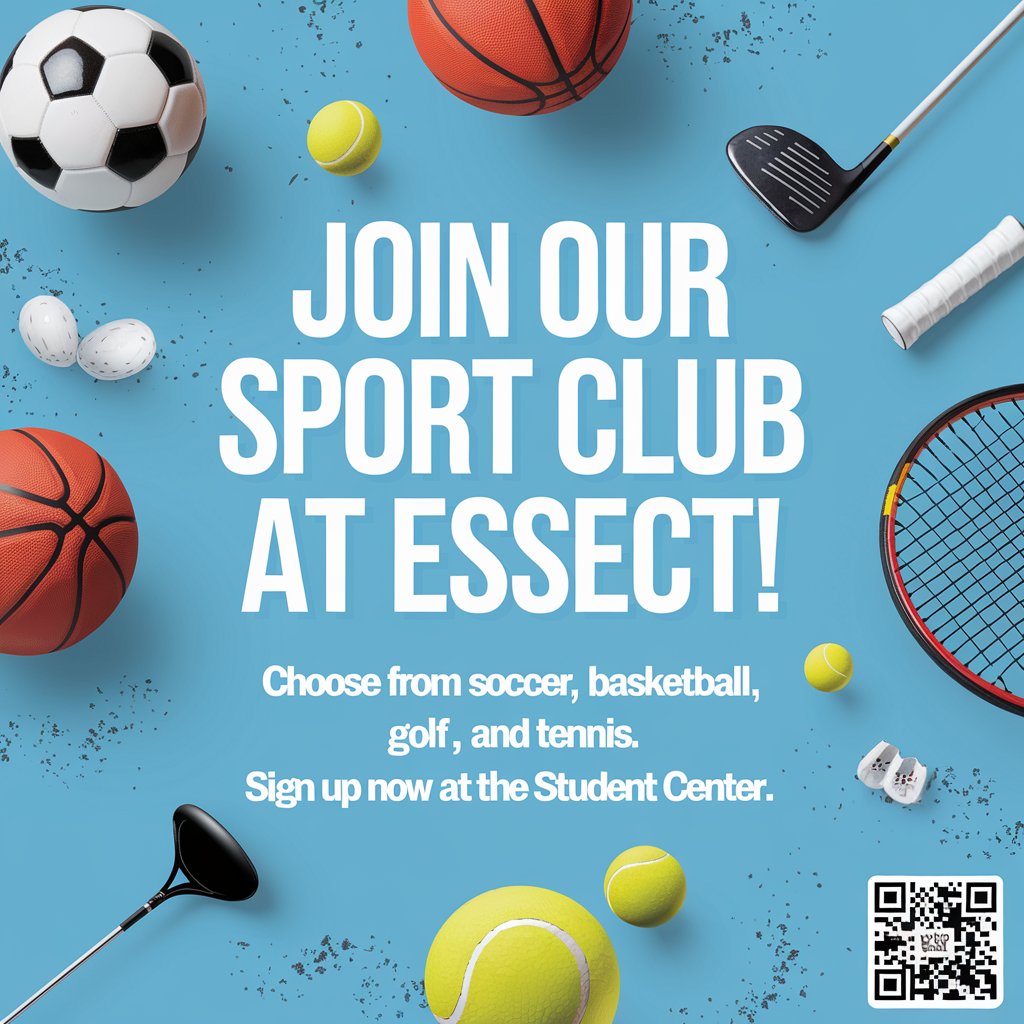 JOIN OUR
SPORT CLUB
AT ESSECT!
Choose from soccer, basketball,
golf, and tennis.
Sign up now at the Student Center.